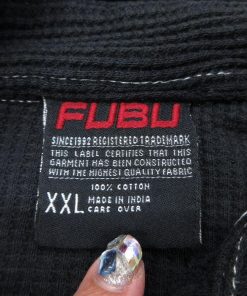 FUBU
SINCE 1992 REGISTERED TRADEMARK
THIS LABEL CERTIFIES THAT THIS
GARMENT HAS BEEN CONSTRUCTED
WITH THE HIGHEST QUALITY FABRIC
100% COTTON
XXL MADE IN INDIA
CARE OVER